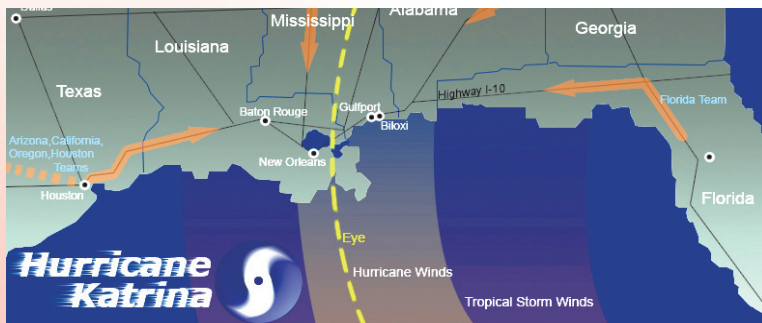 Dallas
Mississippi
Alabama
Georgia
Louisiana
Texas
Highway I-10
Florida Team
Baton Rouge
Gulfport
Biloxi
Arizona,California,
Oregon,Houston
Teams
New Orleans
Houston
Florida
Eye
Hurricane Winds
Tropical Storm Winds
Hurricane
Katrina